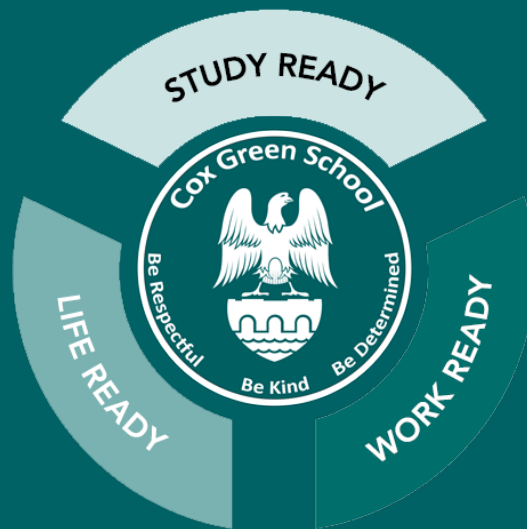 STUDY READY
Cox Green School
Be Respectful
Be Kind
Be Determined
LIFE READY
WORK READY